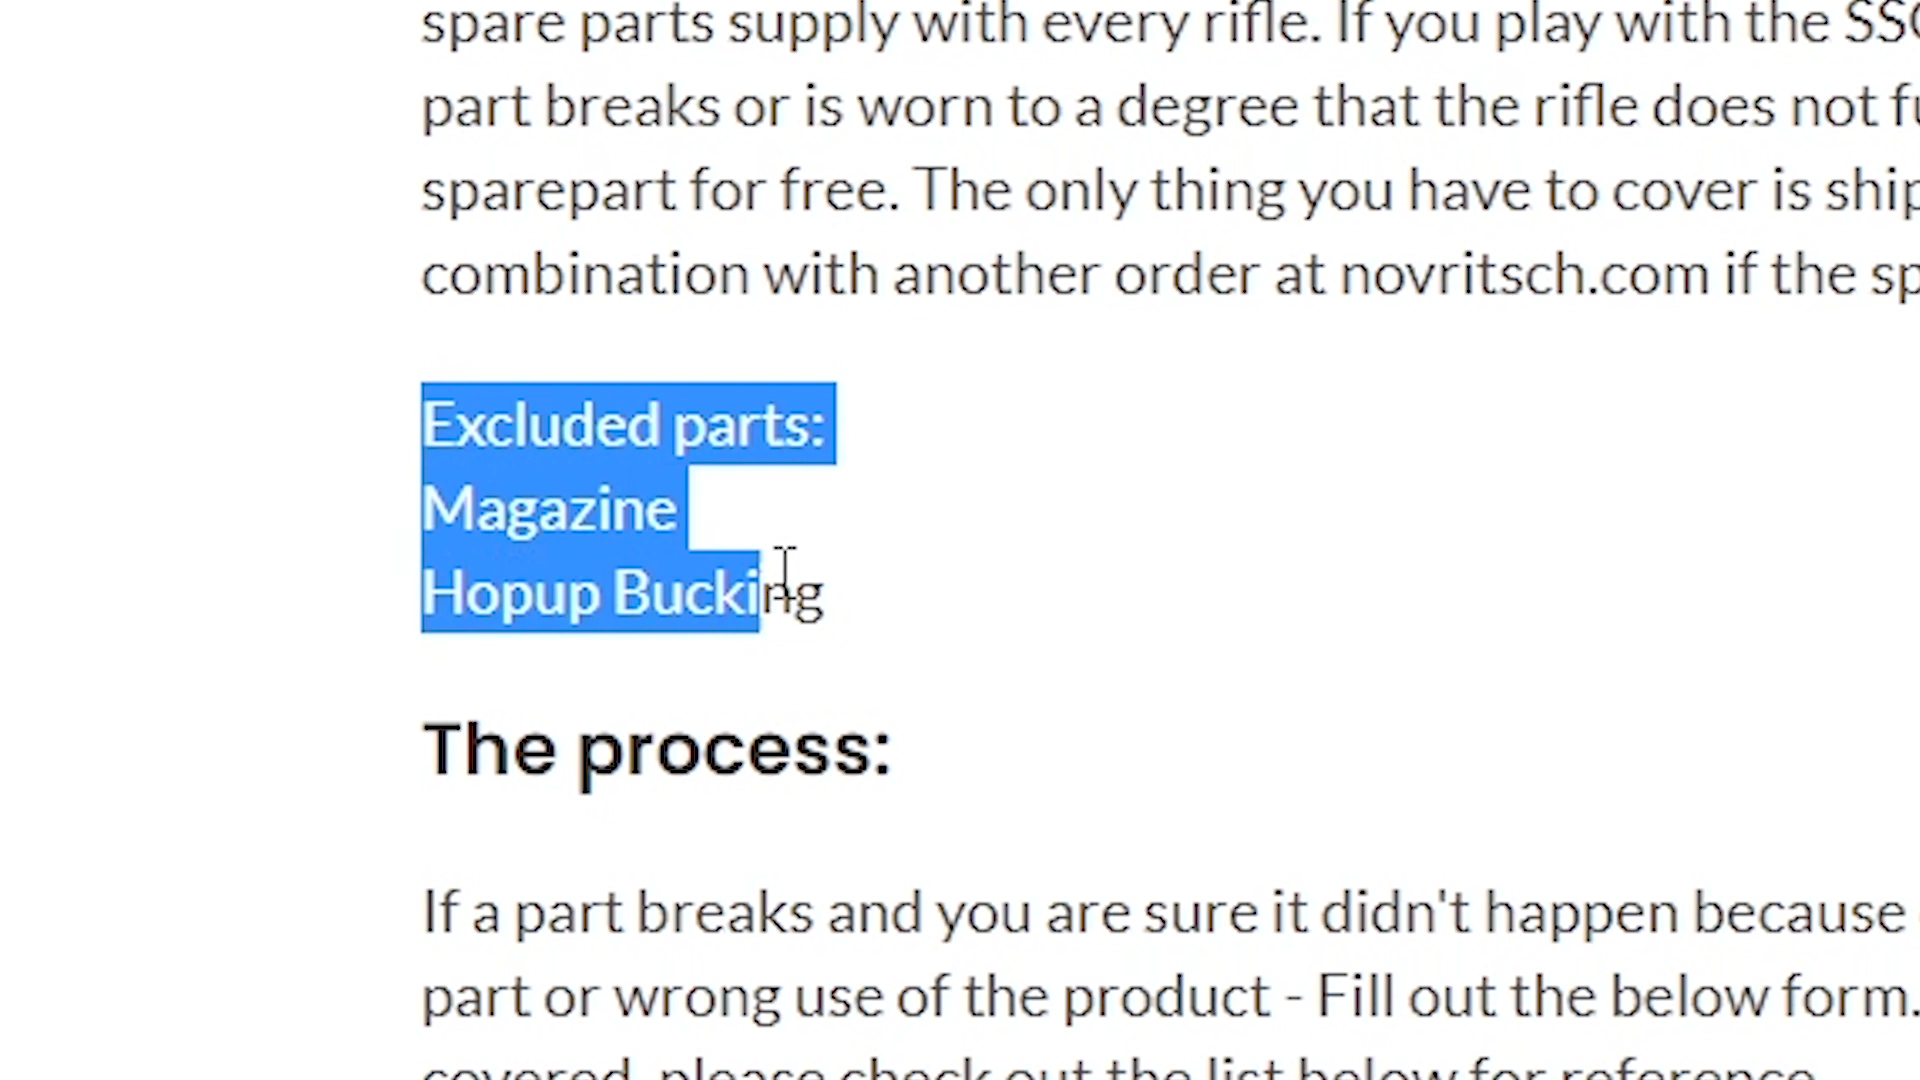 spare parts supply with every rifle. If you play with the
part breaks or is worn to a degree that the rifle does not
sparepart for free. The only thing you have to cover is
combination with another order at novritsch.com if the
Excluded parts:
Magazine
Hopup Bucking
The process:
If a part breaks and you are sure it didn't happen because
part or wrong use of the product - Fill out the below form.
covered, please check out the list below for reference.